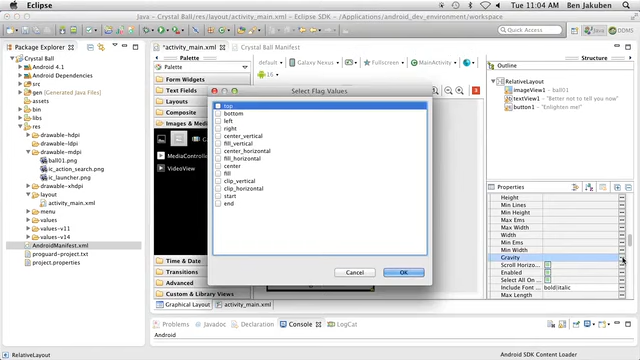 Eclipse
Tue 11:04 AM Ben Jakuben
Java – Crystal Ball/res/layout/activity_main.xml – Eclipse SDK – /Applications/android_dev_environment/workspace
Quick Access
Java
DDMS
Package Explorer
*activity_main.xml
Crystal Ball Manifest
Outline
Crystal Ball
Android 4.1
Android Dependencies
src
gen [Generated Java Files]
assets
bin
libs
res
drawable-hdpi
drawable-ldpi
drawable-mdpi
ball01.png
ic_action_search.png
ic_launcher.png
drawable-xhdpi
layout
activity_main.xml
menu
values
values-v11
values-v14
AndroidManifest.xml
proguard-project.txt
project.properties
Palette
Palette
Form Widgets
Text Fields
Layouts
Composite
Images & Media
MediaController
VideoView
Time & Date
Transitions
Advanced
Custom & Library Views
Graphical Layout
activity_main.xml
default
Galaxy Nexus
Fullscreen
MainActivity
16
3
Select Flag Values
top
bottom
left
right
center_vertical
fill_vertical
center_horizontal
fill_horizontal
center
fill
clip_vertical
clip_horizontal
start
end
Cancel
OK
RelativeLayout
imageView1 - ball01
textView1 - "Better not to tell you now"
button1 - "Enlighten me!"
Properties
Height
Min Lines
Min Height
Max Ems
Max Width
Width
Min Ems
Min Width
Gravity
Scroll Horizo...
Enabled
Select All On ...
Include Font ... bold|italic
Max Length
Problems
Javadoc
Declaration
Console
LogCat
Android
RelativeLayout
Android SDK Content Loader